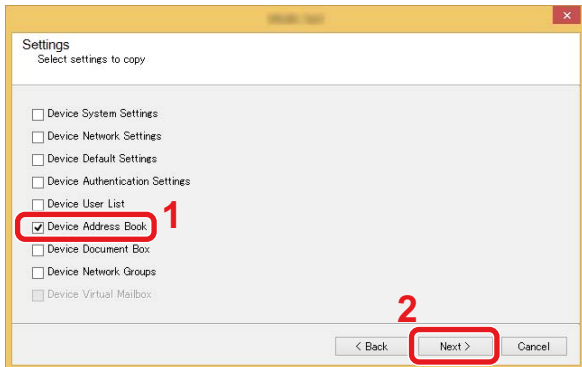 Settings
Select settings to copy
Device System Settings
Device Network Settings
Device Default Settings
Device Authentication Settings
Device User List
1
Device Address Book
Device Document Box
Device Network Groups
Device Virtual Mailbox
2
< Back
Next >
Cancel